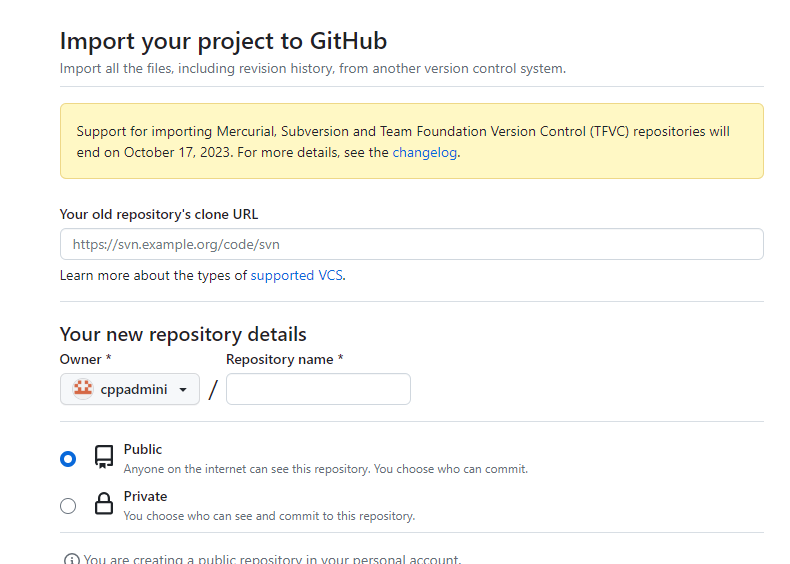 Import your project to GitHub
Import all the files, including revision history, from another version control system.
Support for importing Mercurial, Subversion and Team Foundation Version Control (TFVC) repositories will
end on October 17, 2023. For more details, see the changelog.
Your old repository's clone URL
https://svn.example.org/code/svn
Learn more about the types of supported VCS.
Your new repository details
Owner *
Repository name *
cppadmini
/
Public
Anyone on the internet can see this repository. You choose who can commit.
Private
You choose who can see and commit to this repository.
You are creating a public repository in your personal account.